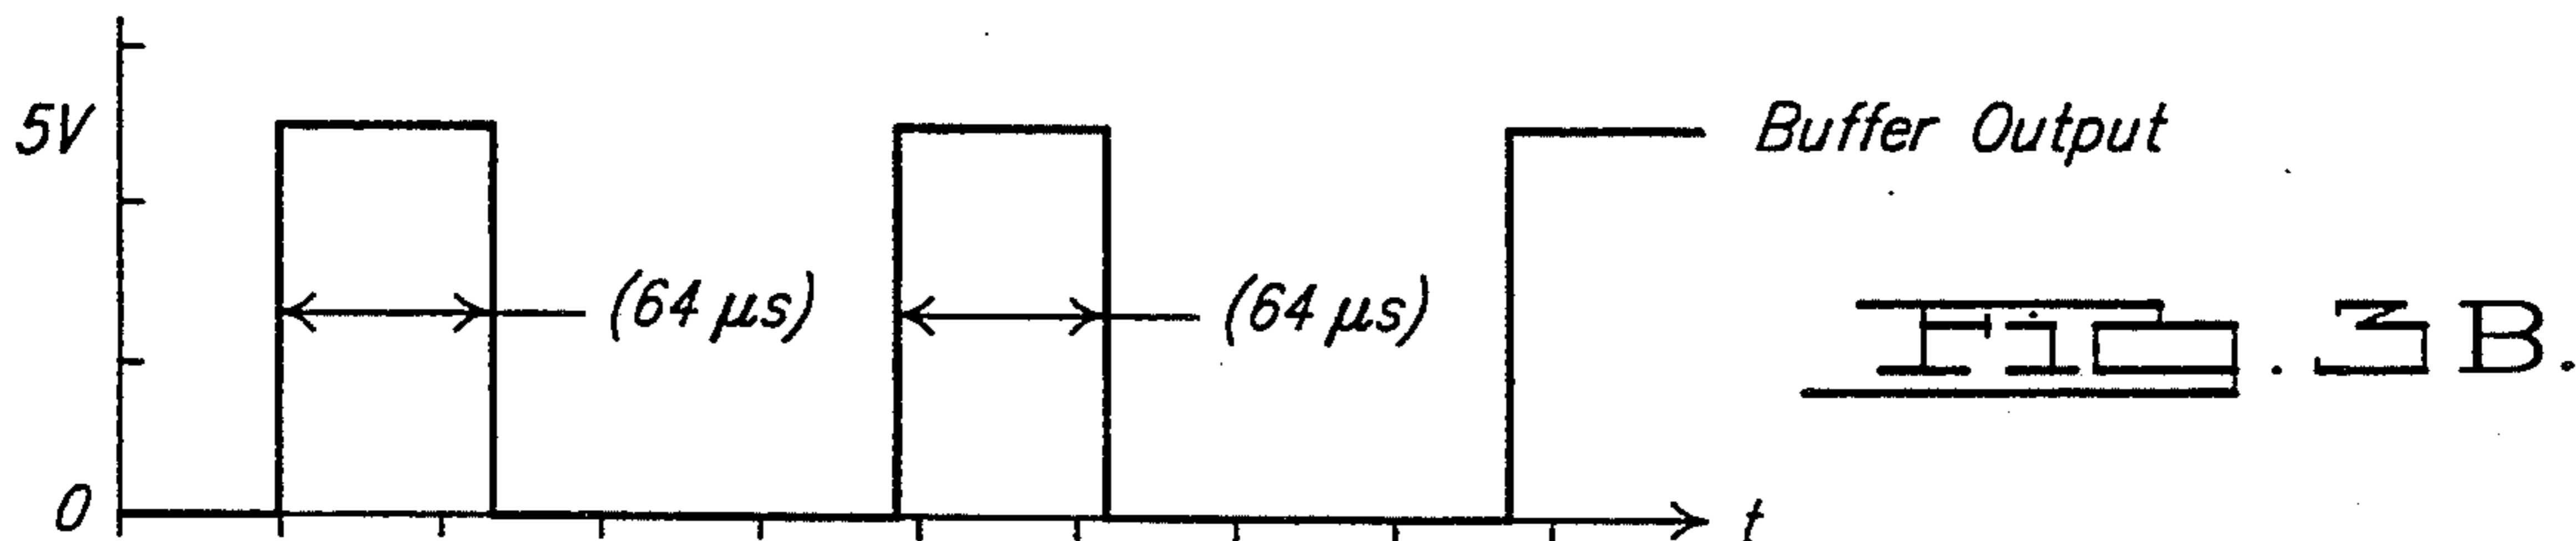 5V
Buffer Output
(64 μs)
(64 μs)
FIG. 3B.
0
t